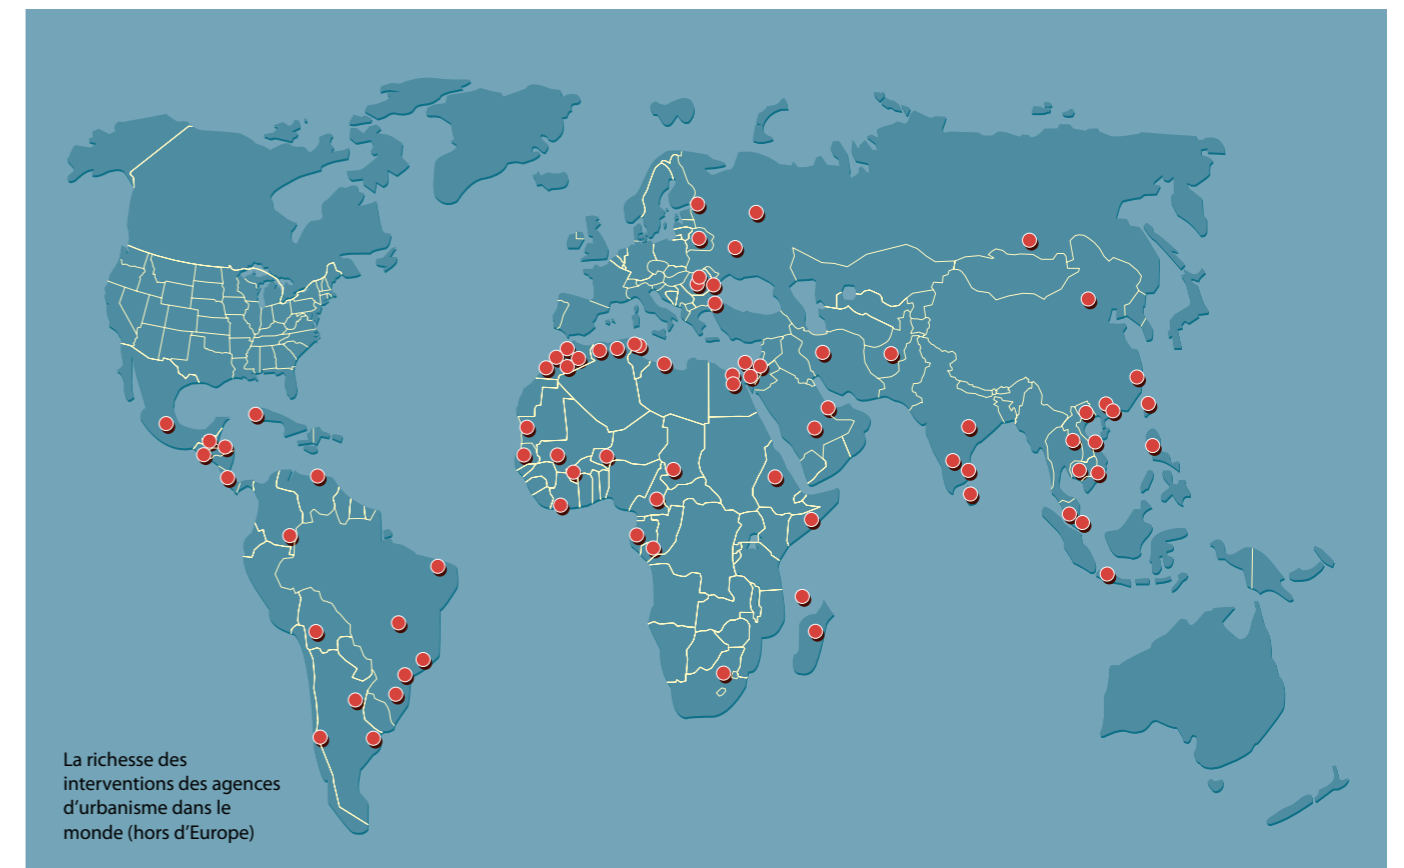 La richesse des
interventions des agences
d’urbanisme dans le
monde (hors d’Europe)